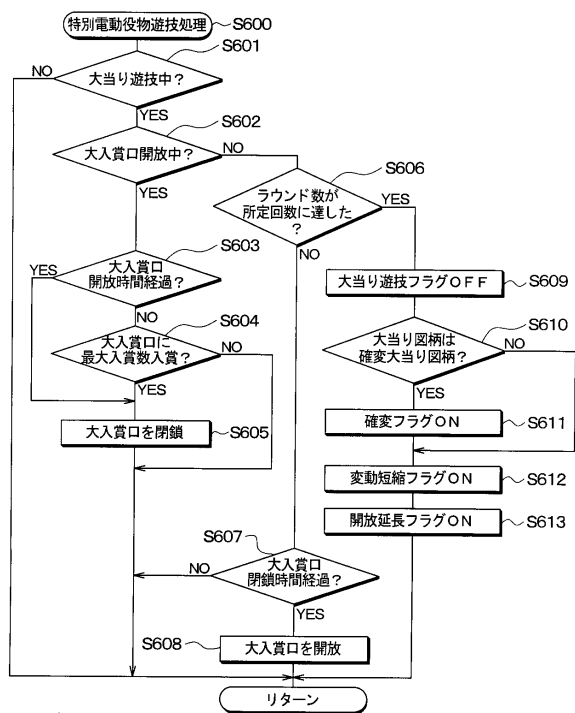 特別電動役物遊技処理
S600
S601
大当り遊技中？
NO
YES
S602
大入賞口開放中？
NO
YES
S606
ラウンド数が
所定回数に達した
？
YES
NO
S603
大入賞口
開放時間経過？
YES
NO
S604
大入賞口に
最大入賞数入賞？
NO
YES
大入賞口を閉鎖
S605
大当り遊技フラグOFF
S609
S610
大当り図柄は
確変大当り図柄？
NO
YES
確変フラグON
S611
変動短縮フラグON
S612
開放延長フラグON
S613
S607
大入賞口
閉鎖時間経過？
NO
YES
S608
大入賞口を開放
リターン